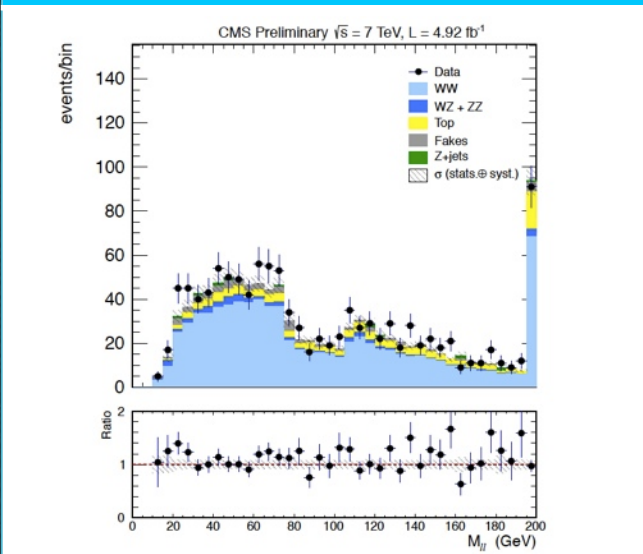 CMS Preliminary √s = 7 TeV, L = 4.92 fb⁻¹
events/bin
140
120
100
80
60
40
20
0
Data
WW
WZ + ZZ
Top
Fakes
Z+jets
σ (stats.⊕ syst.)
Ratio
2
1
0
0 20 40 60 80 100 120 140 160 180 200
M_ll (GeV)